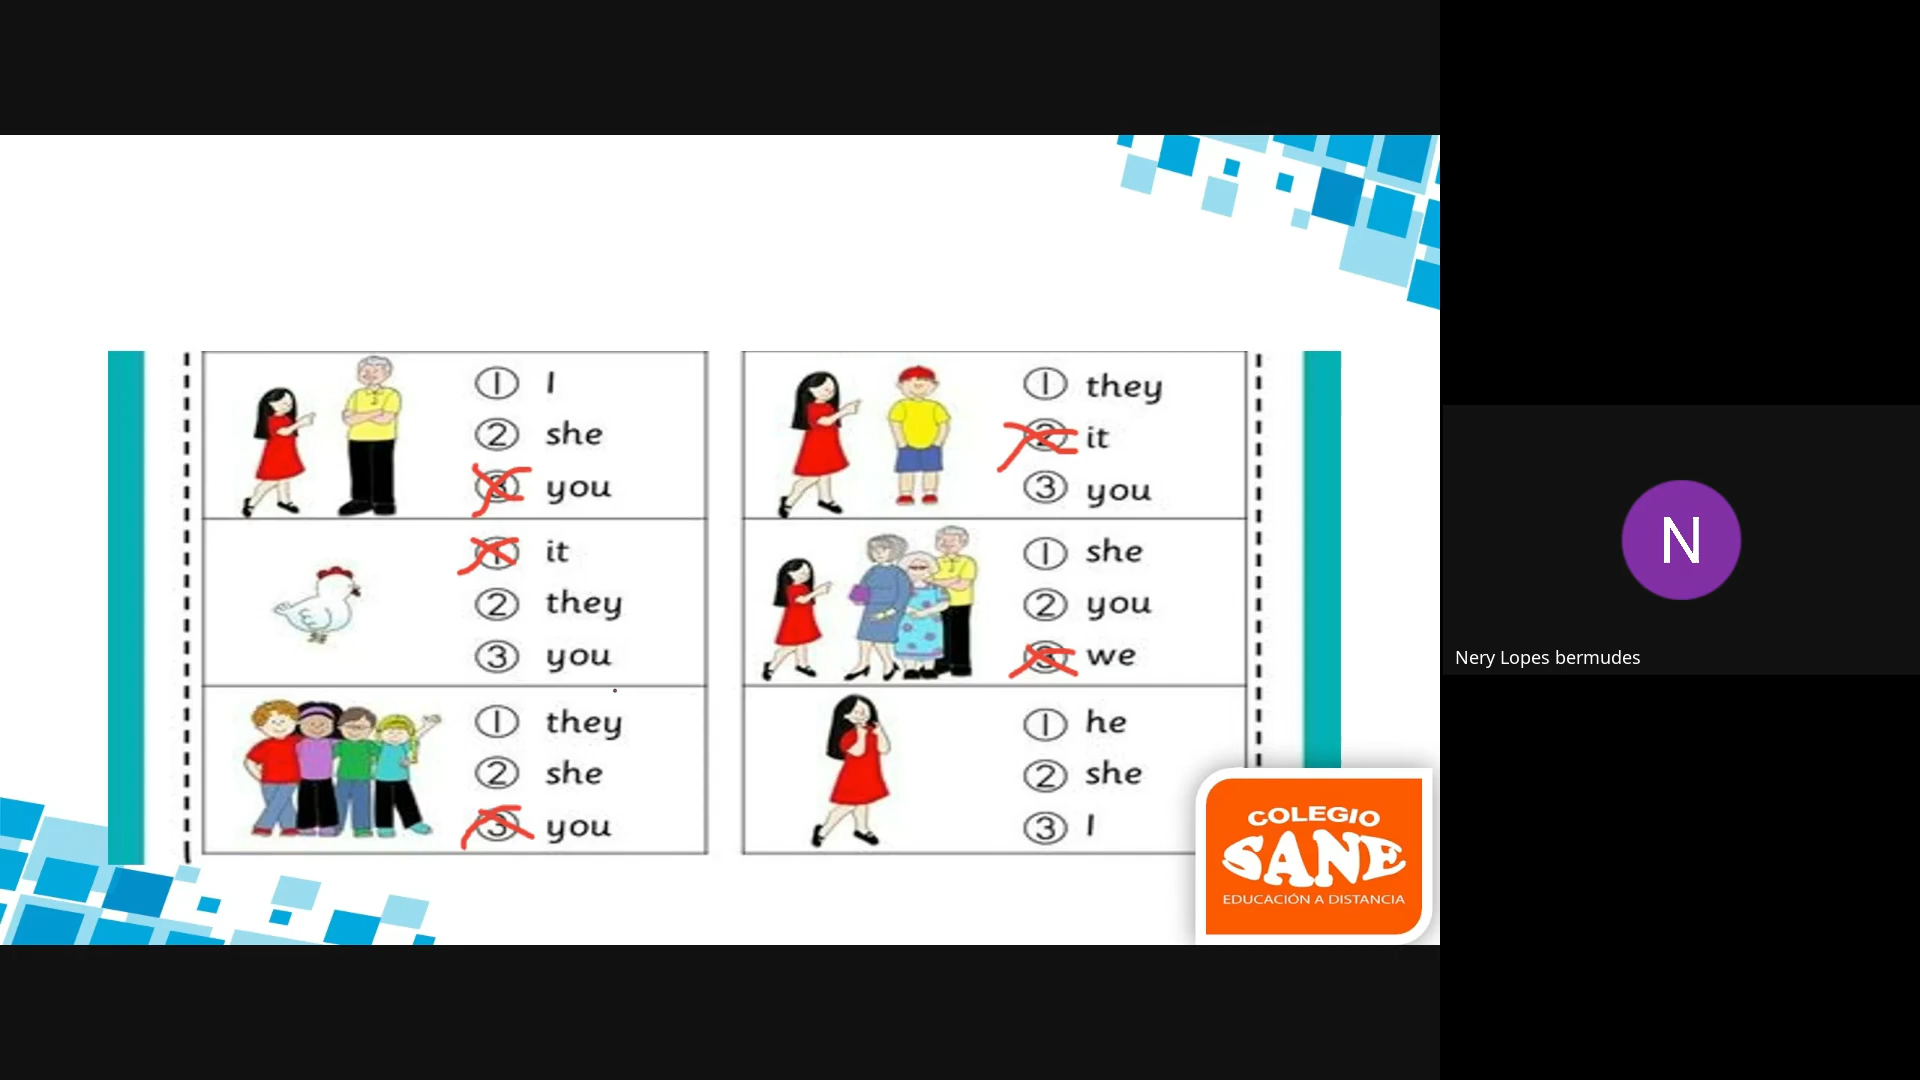 ① I
② she
③ you
① it
② they
③ you
① they
② she
③ you
① they
② it
③ you
① she
② you
③ we
① he
② she
③ I
COLEGIO
SANE
EDUCACIÓN A DISTANCIA
N
Nery Lopes bermudes